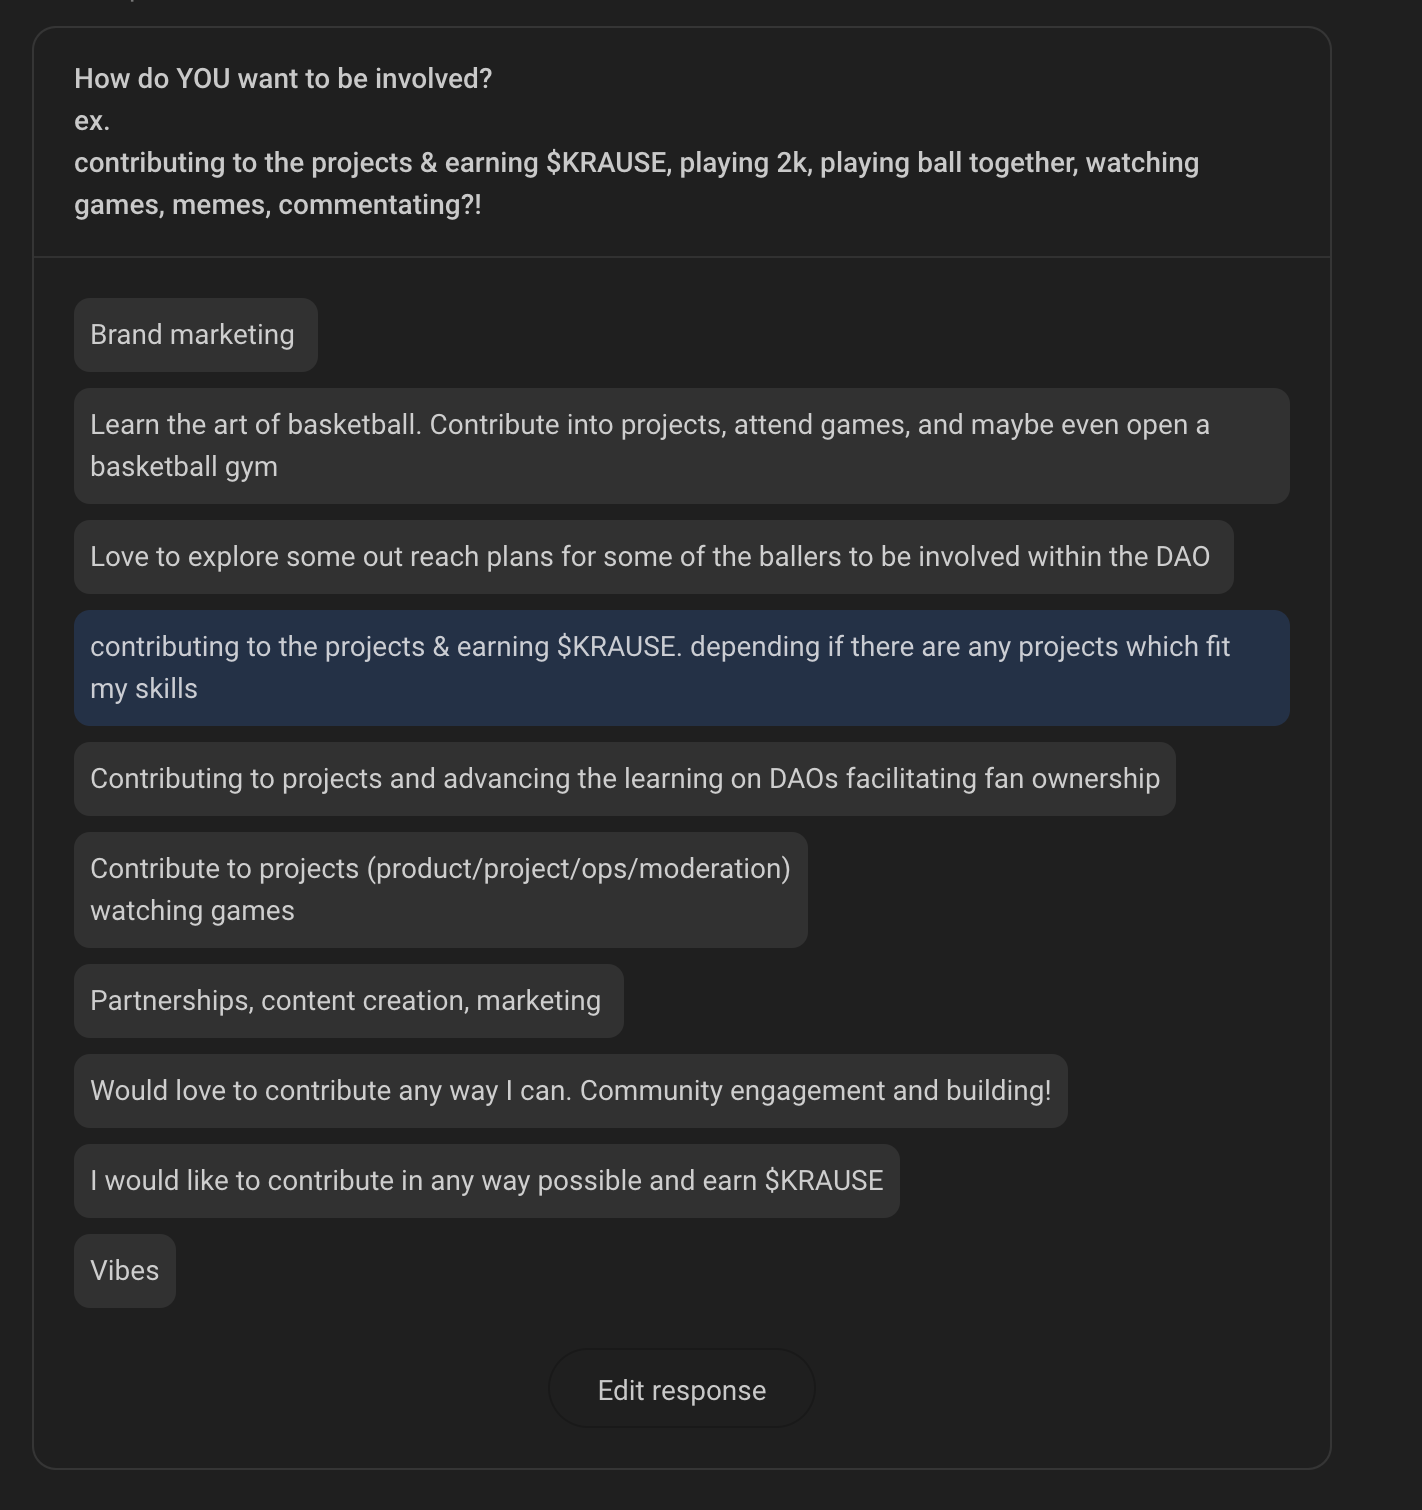 How do YOU want to be involved?
ex.
contributing to the projects & earning $KRAUSE, playing 2k, playing ball together, watching
games, memes, commentating?!
Brand marketing
Learn the art of basketball. Contribute into projects, attend games, and maybe even open a
basketball gym
Love to explore some out reach plans for some of the ballers to be involved within the DAO
contributing to the projects & earning $KRAUSE. depending if there are any projects which fit
my skills
Contributing to projects and advancing the learning on DAOs facilitating fan ownership
Contribute to projects (product/project/ops/moderation)
watching games
Partnerships, content creation, marketing
Would love to contribute any way I can. Community engagement and building!
I would like to contribute in any way possible and earn $KRAUSE
Vibes
Edit response